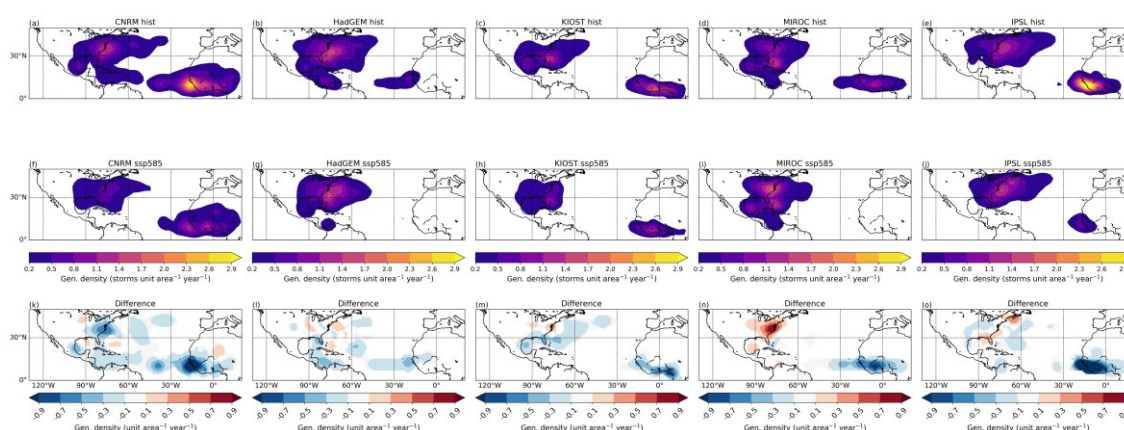 (a) CNRM hist (b) HadGEM hist (c) KIOST hist (d) MIROC hist (e) IPSL hist
30°N
0°
(f) CNRM ssp585 (g) HadGEM ssp585 (h) KIOST ssp585 (i) MIROC ssp585 (j) IPSL ssp585
30°N
0°
0.2 0.5 0.8 1.1 1.4 1.7 2.0 2.3 2.6 2.9 0.2 0.5 0.8 1.1 1.4 1.7 2.0 2.3 2.6 2.9 0.2 0.5 0.8 1.1 1.4 1.7 2.0 2.3 2.6 2.9 0.2 0.5 0.8 1.1 1.4 1.7 2.0 2.3 2.6 2.9 0.2 0.5 0.8 1.1 1.4 1.7 2.0 2.3 2.6 2.9
Gen. density (storms unit area⁻¹ year⁻¹) Gen. density (storms unit area⁻¹ year⁻¹) Gen. density (storms unit area⁻¹ year⁻¹) Gen. density (storms unit area⁻¹ year⁻¹) Gen. density (storms unit area⁻¹ year⁻¹)
(k) Difference (l) Difference (m) Difference (n) Difference (o) Difference
30°N
0°
120°W 90°W 60°W 30°W 0° 120°W 90°W 60°W 30°W 0° 120°W 90°W 60°W 30°W 0° 120°W 90°W 60°W 30°W 0° 120°W 90°W 60°W 30°W 0°
-0.9 -0.7 -0.5 -0.3 -0.1 0.1 0.3 0.5 0.7 0.9 -0.9 -0.7 -0.5 -0.3 -0.1 0.1 0.3 0.5 0.7 0.9 -0.9 -0.7 -0.5 -0.3 -0.1 0.1 0.3 0.5 0.7 0.9 -0.9 -0.7 -0.5 -0.3 -0.1 0.1 0.3 0.5 0.7 0.9 -0.9 -0.7 -0.5 -0.3 -0.1 0.1 0.3 0.5 0.7 0.9
Gen. density (unit area⁻¹ year⁻¹) Gen. density (unit area⁻¹ year⁻¹) Gen. density (unit area⁻¹ year⁻¹) Gen. density (unit area⁻¹ year⁻¹) Gen. density (unit area⁻¹ year⁻¹)